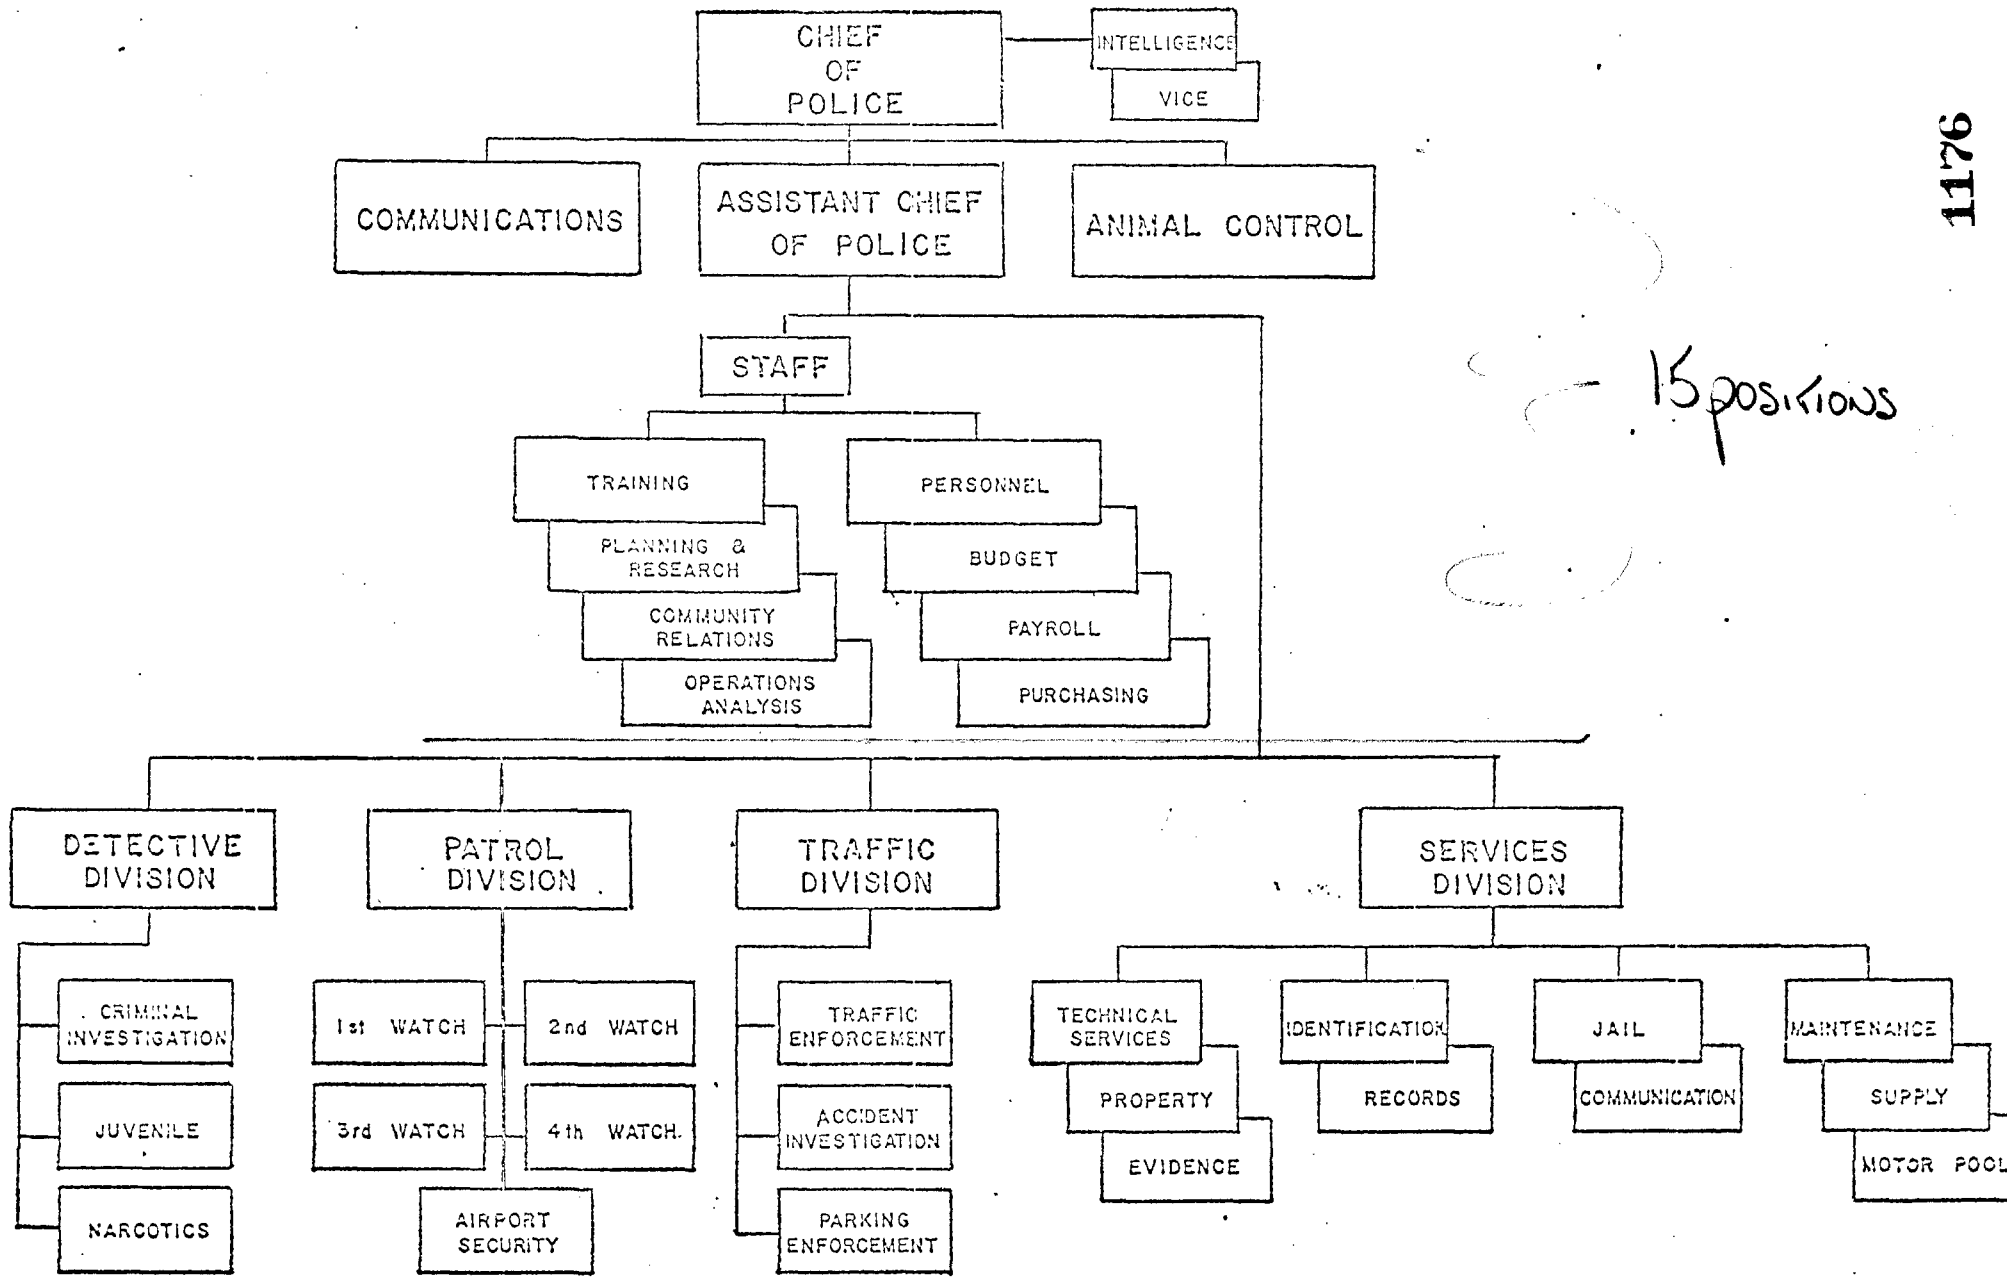 CHIEF
OF
POLICE
INTELLIGENCE
VICE
1176
COMMUNICATIONS
ASSISTANT CHIEF
OF POLICE
ANIMAL CONTROL
STAFF
15 positions
TRAINING
PERSONNEL
PLANNING &
RESEARCH
BUDGET
COMMUNITY
RELATIONS
PAYROLL
OPERATIONS
ANALYSIS
PURCHASING
DETECTIVE
DIVISION
PATROL
DIVISION
TRAFFIC
DIVISION
SERVICES
DIVISION
CRIMINAL
INVESTIGATION
JUVENILE
NARCOTICS
1st WATCH
2nd WATCH
3rd WATCH
4th WATCH
AIRPORT
SECURITY
TRAFFIC
ENFORCEMENT
ACCIDENT
INVESTIGATION
PARKING
ENFORCEMENT
TECHNICAL
SERVICES
PROPERTY
EVIDENCE
IDENTIFICATION
RECORDS
JAIL
COMMUNICATION
MAINTENANCE
SUPPLY
MOTOR POOL